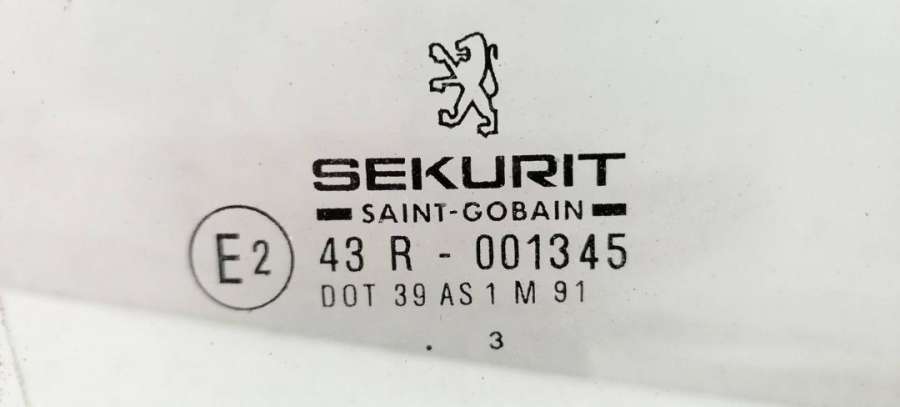 SEKURIT
SAINT-GOBAIN
E2 43 R - 001345
DOT 39 AS 1 M 91
. 3